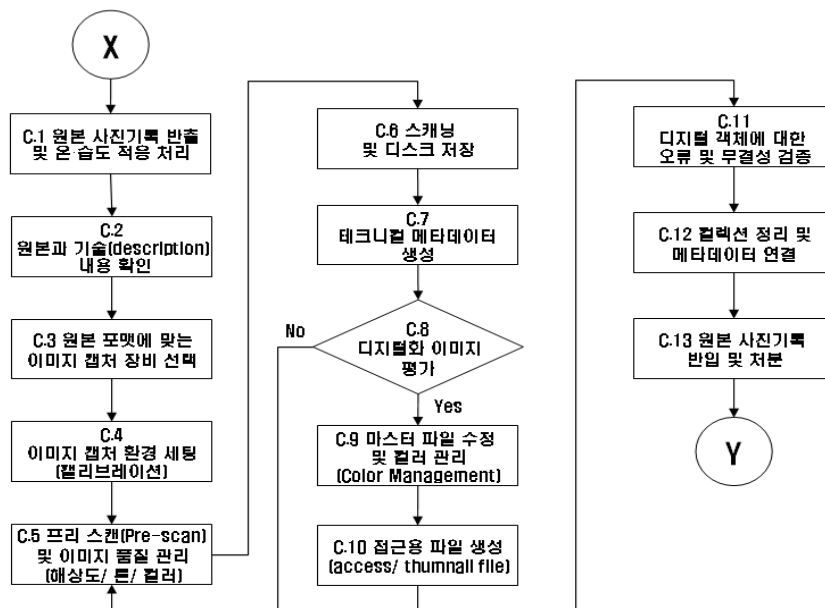 X
C.1 원본 사진기록 반출
및 온·습도 적응 처리
C.2
원본과 기술(description)
내용 확인
C.3 원본 포맷에 맞는
이미지 캡처 장비 선택
C.4
이미지 캡처 환경 세팅
(캘리브레이션)
C.5 프리 스캔(Pre-scan)
및 이미지 품질 관리
(해상도/ 톤/ 컬러)
C.6 스캐닝
및 디스크 저장
C.7
테크니컬 메타데이터
생성
No
C.8
디지털화 이미지
평가
Yes
C.9 마스터 파일 수정
및 컬러 관리
(Color Management)
C.10 접근용 파일 생성
(access/ thumnail file)
C.11
디지털 객체에 대한
오류 및 무결성 검증
C.12 컬렉션 정리 및
메타데이터 연결
C.13 원본 사진기록
반입 및 처분
Y